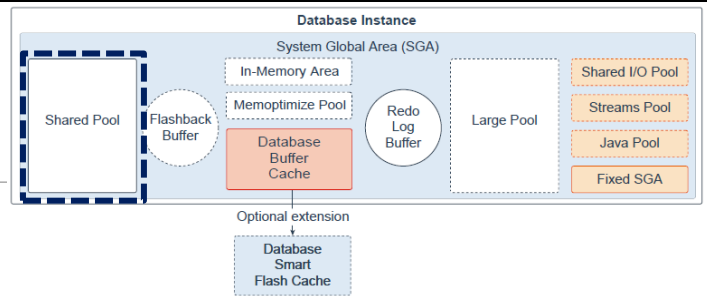 Database Instance
System Global Area (SGA)
Shared Pool
Flashback
Buffer
In-Memory Area
Memoptimize Pool
Database
Buffer
Cache
Redo
Log
Buffer
Large Pool
Shared I/O Pool
Streams Pool
Java Pool
Fixed SGA
Optional extension
Database
Smart
Flash Cache